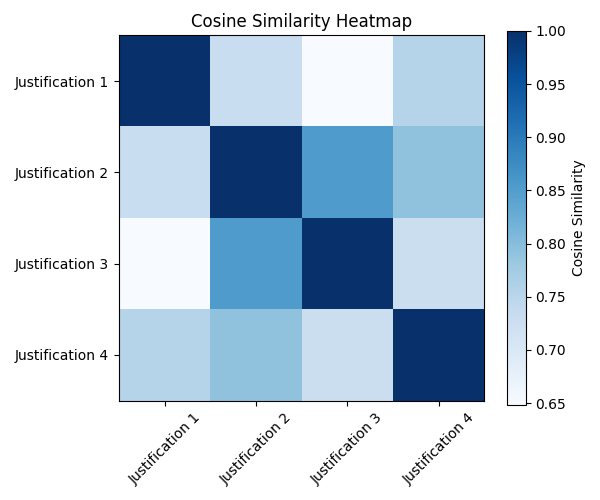 Cosine Similarity Heatmap
Justification 1
Justification 2
Justification 3
Justification 4
Justification 1
Justification 2
Justification 3
Justification 4
1.00
0.95
0.90
0.85
0.80
0.75
0.70
0.65
Cosine Similarity